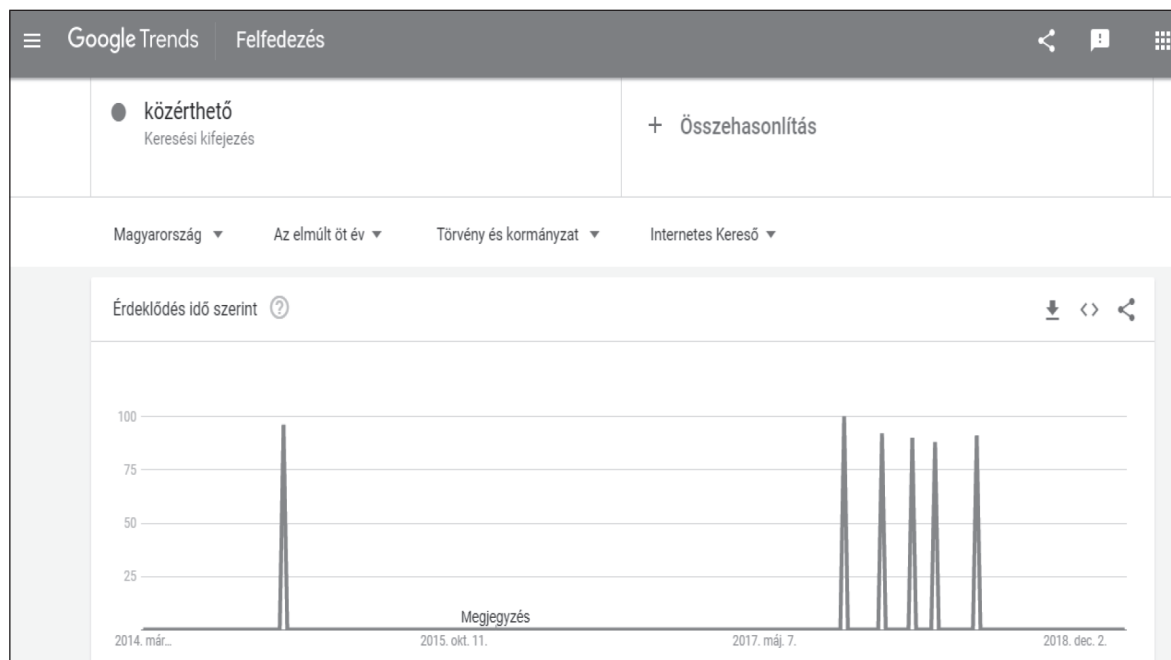 Google Trends Felfedezés
közérthető
Keresési kifejezés
+ Összehasonlítás
Magyarország Az elmúlt öt év Törvény és kormányzat Internetes Kereső
Érdeklődés idő szerint ?
100
75
50
25
Megjegyzés
2014. már... 2015. okt. 11. 2017. máj. 7. 2018. dec. 2.